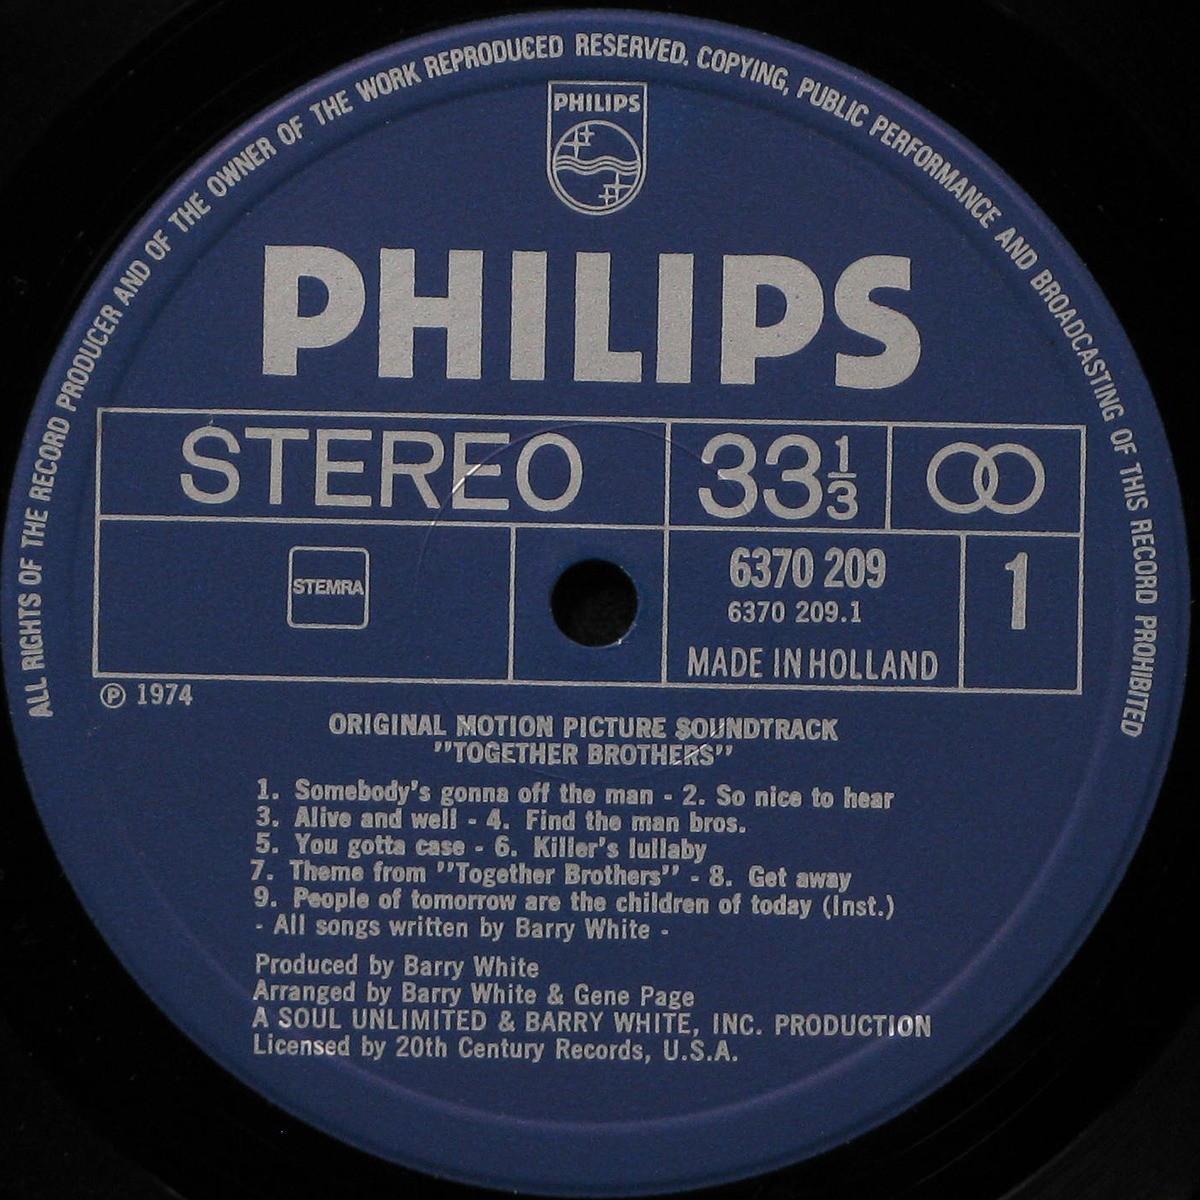 ALL RIGHTS OF THE RECORD PRODUCER AND OF THE OWNER OF THE WORK REPRODUCED RESERVED. COPYING, PUBLIC PERFORMANCE AND BROADCASTING OF THIS RECORD PROHIBITED
PHILIPS
PHILIPS
STEREO 33 1/3
STEMRA
6370 209
6370 209.1
MADE IN HOLLAND
1
℗ 1974
ORIGINAL MOTION PICTURE SOUNDTRACK
"TOGETHER BROTHERS"
1. Somebody's gonna off the man - 2. So nice to hear
3. Alive and well - 4. Find the man bros.
5. You gotta case - 6. Killer's lullaby
7. Theme from "Together Brothers" - 8. Get away
9. People of tomorrow are the children of today (Inst.)
- All songs written by Barry White -
Produced by Barry White
Arranged by Barry White & Gene Page
A SOUL UNLIMITED & BARRY WHITE, INC. PRODUCTION
Licensed by 20th Century Records, U.S.A.